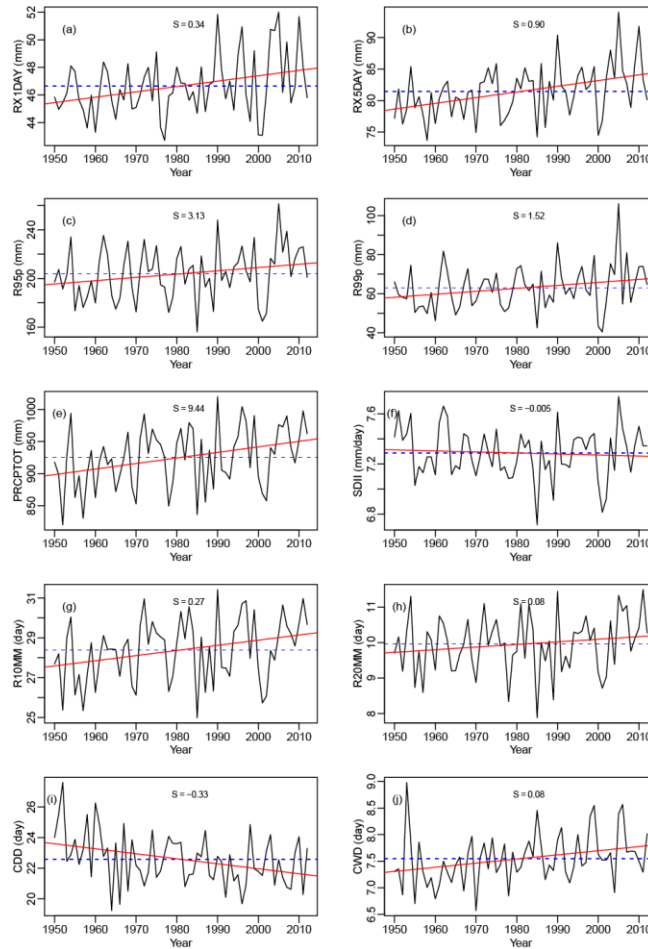 (a)
S = 0.34
RX1DAY (mm)
44 46 48 50 52
1950 1960 1970 1980 1990 2000 2010
Year
(b)
S = 0.90
RX5DAY (mm)
75 80 85 90
1950 1960 1970 1980 1990 2000 2010
Year
(c)
S = 3.13
R95p (mm)
160 200 240
1950 1960 1970 1980 1990 2000 2010
Year
(d)
S = 1.52
R99p (mm)
40 60 80 100
1950 1960 1970 1980 1990 2000 2010
Year
(e)
S = 9.44
PRCPTOT (mm)
850 900 1000
1950 1960 1970 1980 1990 2000 2010
Year
(f)
S = −0.005
SDII (mm/day)
6.8 7.2 7.6
1950 1960 1970 1980 1990 2000 2010
Year
(g)
S = 0.27
R10MM (day)
25 27 29 31
1950 1960 1970 1980 1990 2000 2010
Year
(h)
S = 0.08
R20MM (day)
8 9 10 11
1950 1960 1970 1980 1990 2000 2010
Year
(i)
S = −0.33
CDD (day)
20 22 24 26
1950 1960 1970 1980 1990 2000 2010
Year
(j)
S = 0.08
CWD (day)
6.5 7.0 7.5 8.0 8.5 9.0
1950 1960 1970 1980 1990 2000 2010
Year